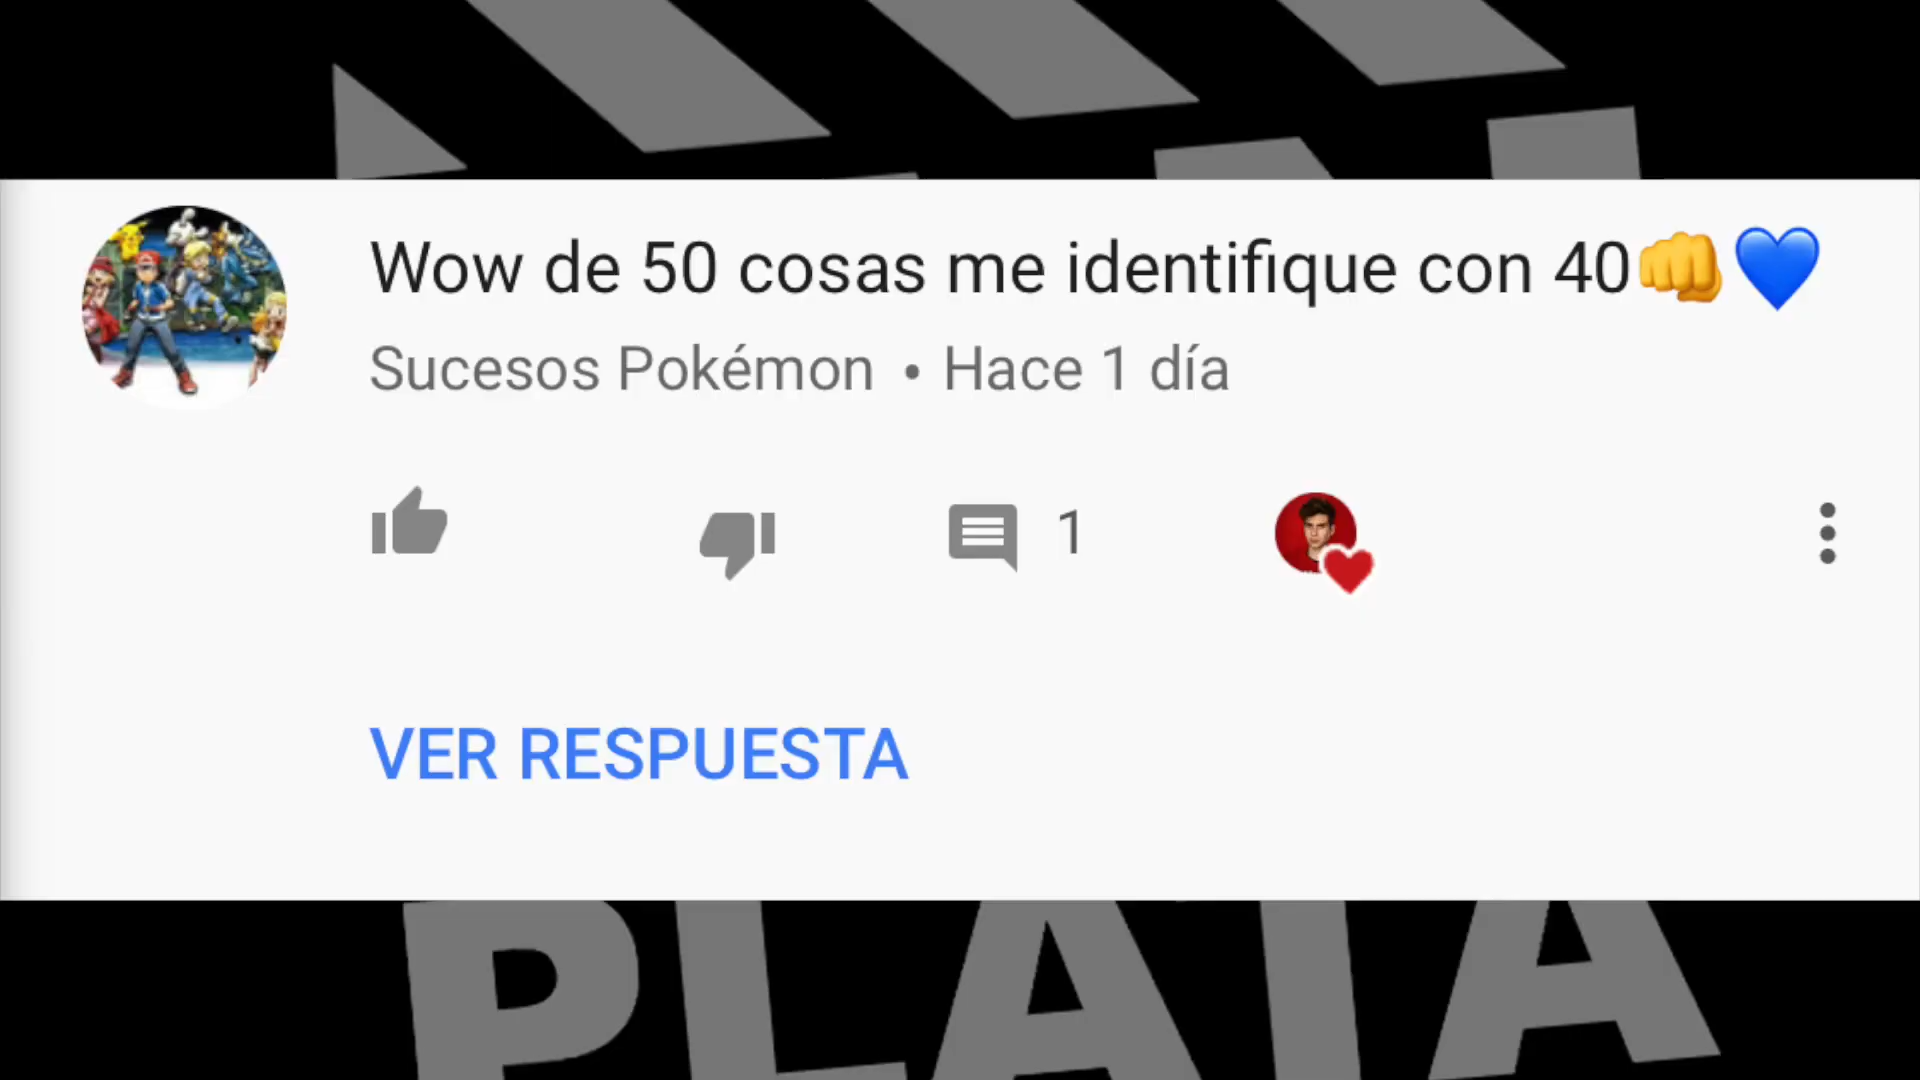 Wow de 50 cosas me identifique con 40👊💙
Sucesos Pokémon • Hace 1 día
1
VER RESPUESTA
PLATA